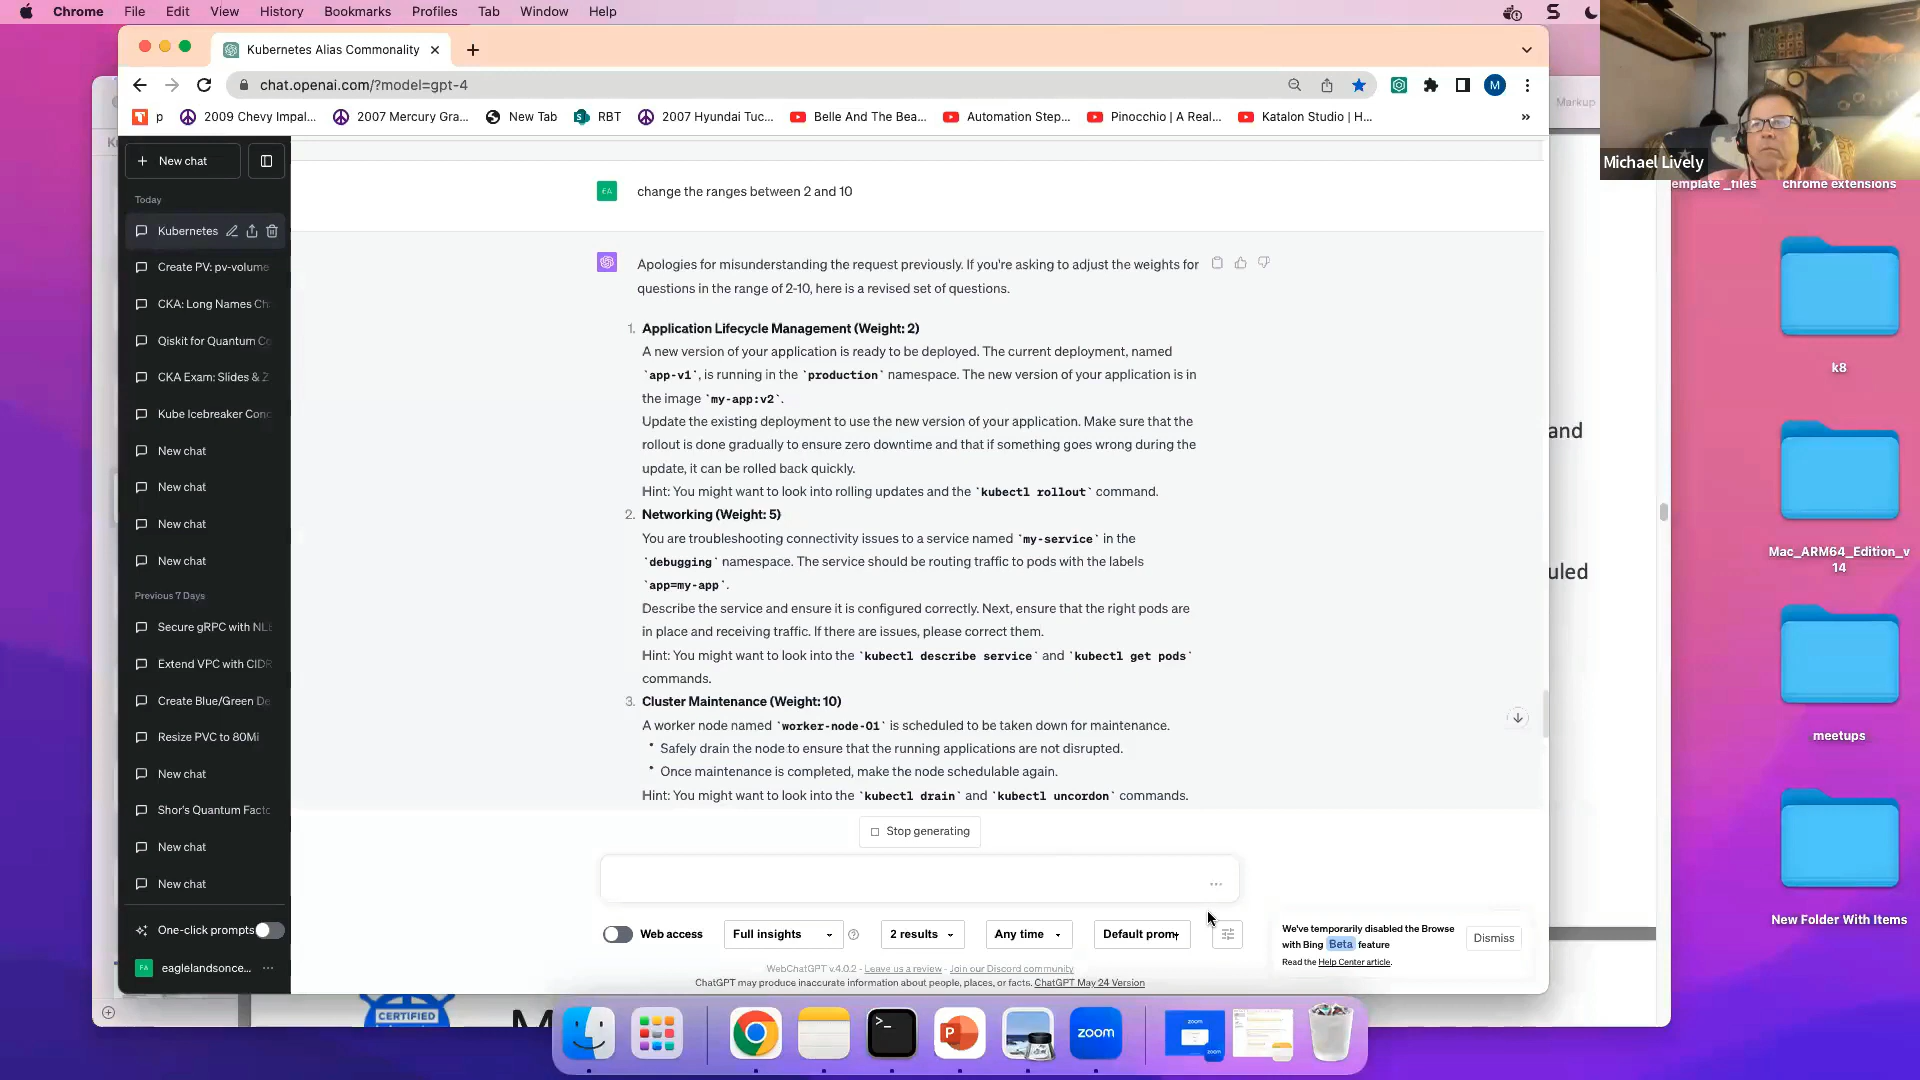 Chrome File Edit View History Bookmarks Profiles Tab Window Help
Kubernetes Alias Commonality
chat.openai.com/?model=gpt-4
M
p 2009 Chevy Impal... 2007 Mercury Gra... New Tab RBT 2007 Hyundai Tuc... Belle And The Bea... Automation Step... Pinocchio | A Real... Katalon Studio | H... »
Markup
Michael Lively
emplate _files chrome extensions
New chat
Today
Kubernetes
Create PV: pv-volume
CKA: Long Names Ch
Qiskit for Quantum Co
CKA Exam: Slides & Z
Kube Icebreaker Conc
New chat
New chat
New chat
New chat
Previous 7 Days
Secure gRPC with NLB
Extend VPC with CIDR
Create Blue/Green De
Resize PVC to 80Mi
New chat
Shor's Quantum Facto
New chat
New chat
One-click prompts
EA eaglelandsonce... ...
EA change the ranges between 2 and 10
Apologies for misunderstanding the request previously. If you're asking to adjust the weights for
questions in the range of 2-10, here is a revised set of questions.
1. Application Lifecycle Management (Weight: 2)
A new version of your application is ready to be deployed. The current deployment, named
`app-v1`, is running in the `production` namespace. The new version of your application is in
the image `my-app:v2`.
Update the existing deployment to use the new version of your application. Make sure that the
rollout is done gradually to ensure zero downtime and that if something goes wrong during the
update, it can be rolled back quickly.
Hint: You might want to look into rolling updates and the `kubectl rollout` command.
2. Networking (Weight: 5)
You are troubleshooting connectivity issues to a service named `my-service` in the
`debugging` namespace. The service should be routing traffic to pods with the labels
`app=my-app`.
Describe the service and ensure it is configured correctly. Next, ensure that the right pods are
in place and receiving traffic. If there are issues, please correct them.
Hint: You might want to look into the `kubectl describe service` and `kubectl get pods`
commands.
3. Cluster Maintenance (Weight: 10)
A worker node named `worker-node-01` is scheduled to be taken down for maintenance.
• Safely drain the node to ensure that the running applications are not disrupted.
• Once maintenance is completed, make the node schedulable again.
Hint: You might want to look into the `kubectl drain` and `kubectl uncordon` commands.
Stop generating
...
Web access Full insights 2 results Any time Default prom
WebChatGPT v.4.0.2 - Leave us a review - Join our Discord community
ChatGPT may produce inaccurate information about people, places, or facts. ChatGPT May 24 Version
We've temporarily disabled the Browse
with Bing Beta feature
Read the Help Center article.
Dismiss
and
uled
k8
Mac_ARM64_Edition_v
14
meetups
New Folder With Items
CERTIFIED
M
zoom
zoom